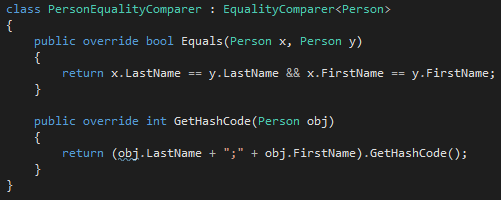 class PersonEqualityComparer : EqualityComparer<Person>
{
    public override bool Equals(Person x, Person y)
    {
        return x.LastName == y.LastName && x.FirstName == y.FirstName;
    }

    public override int GetHashCode(Person obj)
    {
        return (obj.LastName + ";" + obj.FirstName).GetHashCode();
    }
}